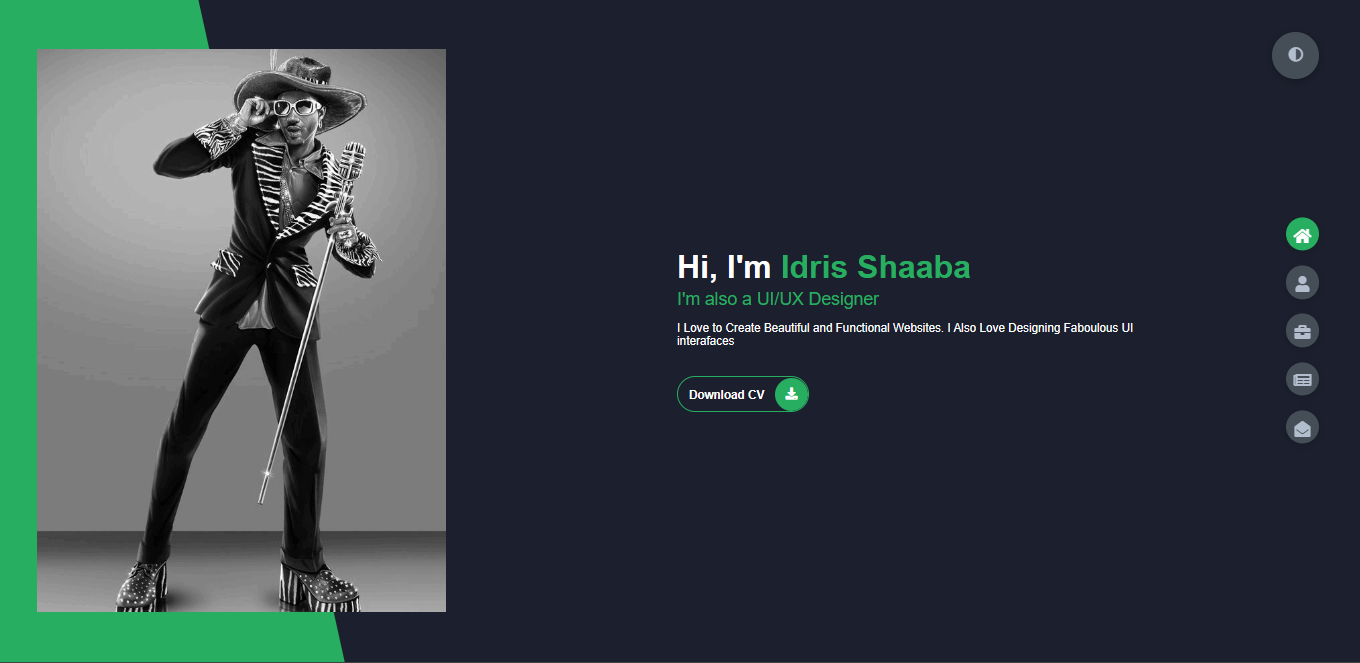 Hi, I'm Idris Shaaba
I'm also a UI/UX Designer
I Love to Create Beautiful and Functional Websites. I Also Love Designing Faboulous UI
interafaces
Download CV